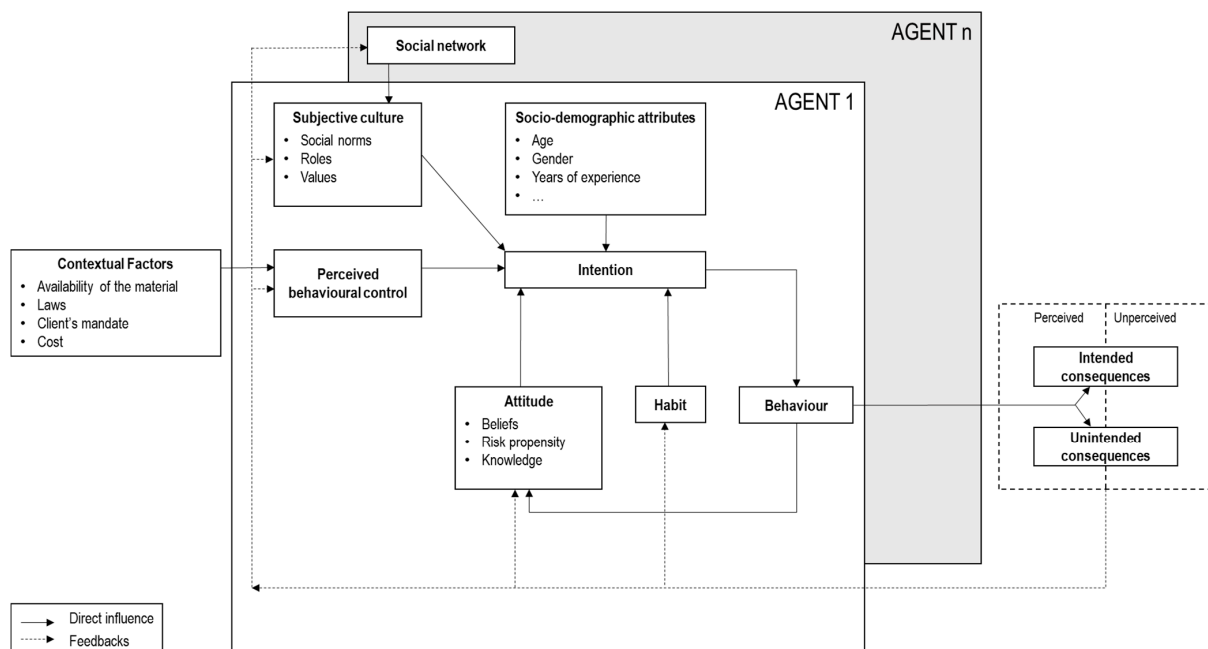 AGENT n
Social network
AGENT 1
Subjective culture
• Social norms
• Roles
• Values
Socio-demographic attributes
• Age
• Gender
• Years of experience
• …
Contextual Factors
• Availability of the material
• Laws
• Client's mandate
• Cost
Perceived
behavioural control
Intention
Attitude
• Beliefs
• Risk propensity
• Knowledge
Habit
Behaviour
Perceived
Unperceived
Intended
consequences
Unintended
consequences
Direct influence
Feedbacks